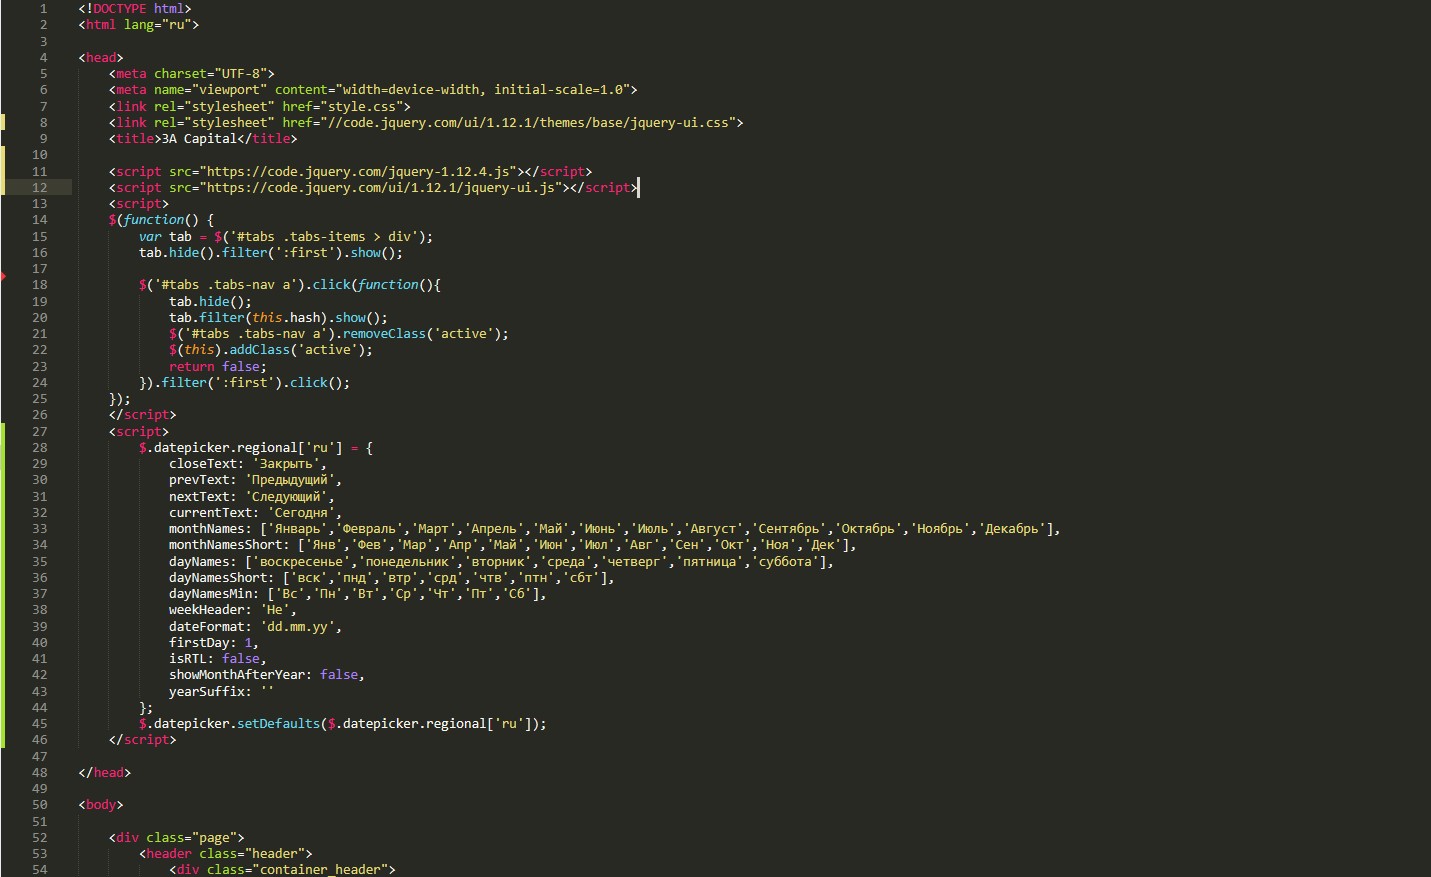 1 <!DOCTYPE html>
2 <html lang="ru">
3
4 <head>
5 <meta charset="UTF-8">
6 <meta name="viewport" content="width=device-width, initial-scale=1.0">
7 <link rel="stylesheet" href="style.css">
8 <link rel="stylesheet" href="//code.jquery.com/ui/1.12.1/themes/base/jquery-ui.css">
9 <title>3A Capital</title>
10
11 <script src="https://code.jquery.com/jquery-1.12.4.js"></script>
12 <script src="https://code.jquery.com/ui/1.12.1/jquery-ui.js"></script>
13 <script>
14 $(function() {
15 var tab = $('#tabs .tabs-items > div');
16 tab.hide().filter(':first').show();
17
18 $('#tabs .tabs-nav a').click(function(){
19 tab.hide();
20 tab.filter(this.hash).show();
21 $('#tabs .tabs-nav a').removeClass('active');
22 $(this).addClass('active');
23 return false;
24 }).filter(':first').click();
25 });
26 </script>
27 <script>
28 $.datepicker.regional['ru'] = {
29 closeText: 'Закрыть',
30 prevText: 'Предыдущий',
31 nextText: 'Следующий',
32 currentText: 'Сегодня',
33 monthNames: ['Январь','Февраль','Март','Апрель','Май','Июнь','Июль','Август','Сентябрь','Октябрь','Ноябрь','Декабрь'],
34 monthNamesShort: ['Янв','Фев','Мар','Апр','Май','Июн','Июл','Авг','Сен','Окт','Ноя','Дек'],
35 dayNames: ['воскресенье','понедельник','вторник','среда','четверг','пятница','суббота'],
36 dayNamesShort: ['вск','пнд','втр','срд','чтв','птн','сбт'],
37 dayNamesMin: ['Вс','Пн','Вт','Ср','Чт','Пт','Сб'],
38 weekHeader: 'Не',
39 dateFormat: 'dd.mm.yy',
40 firstDay: 1,
41 isRTL: false,
42 showMonthAfterYear: false,
43 yearSuffix: ''
44 };
45 $.datepicker.setDefaults($.datepicker.regional['ru']);
46 </script>
47
48 </head>
49
50 <body>
51
52 <div class="page">
53 <header class="header">
54 <div class="container_header">